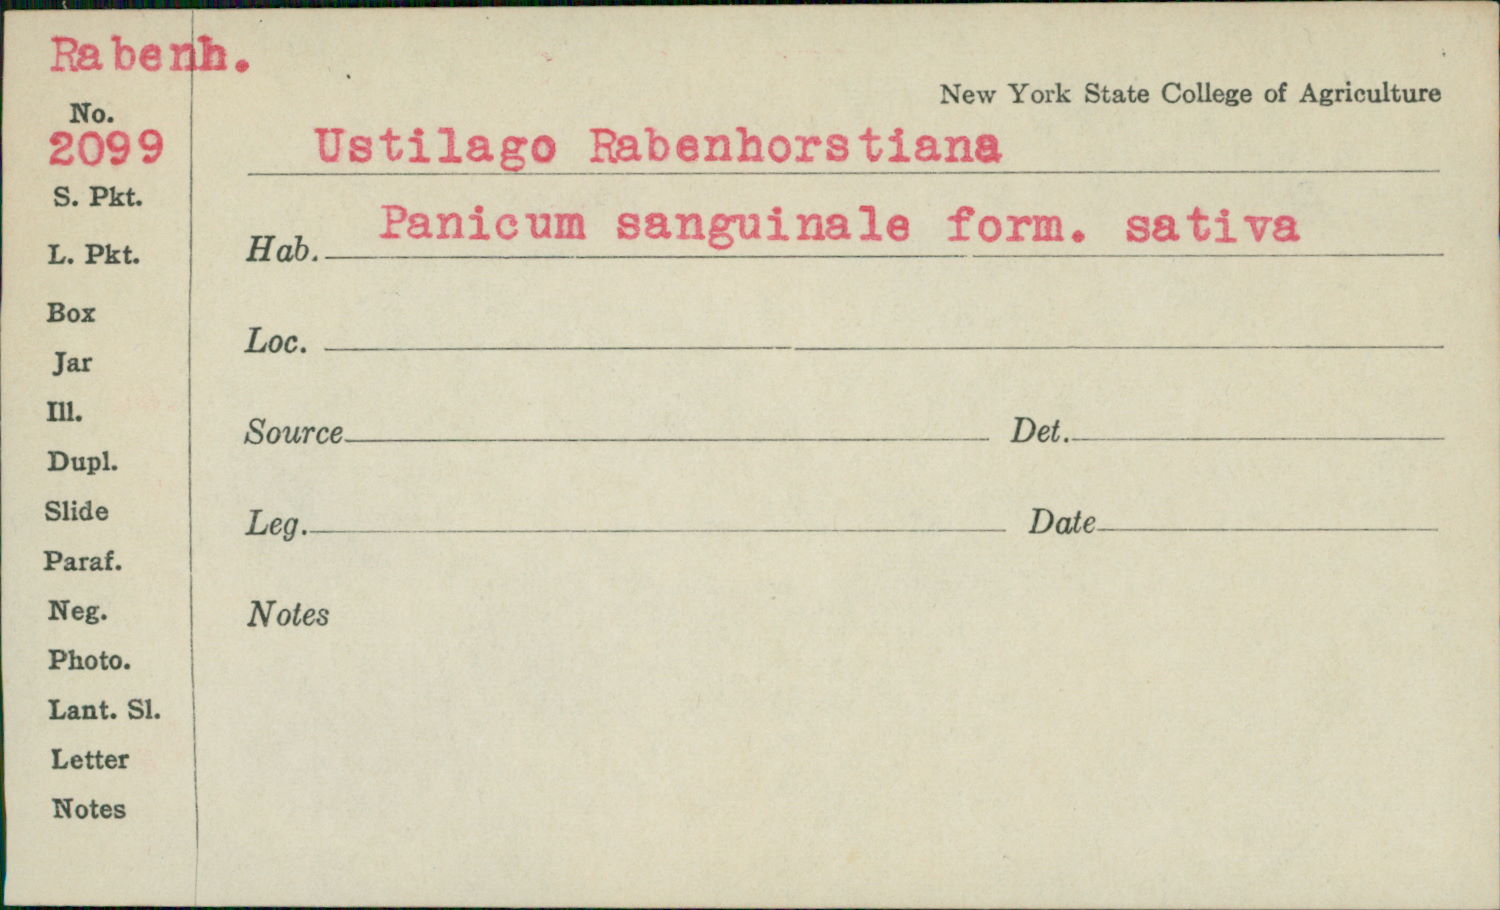 Rabenh.
New York State College of Agriculture
No.
2099
Ustilago Rabenhorstiana
S. Pkt.
Hab. Panicum sanguinale form. sativa
L. Pkt.
Box
Loc.
Jar
Ill.
Source Det.
Dupl.
Slide
Leg. Date
Paraf.
Neg.
Notes
Photo.
Lant. Sl.
Letter
Notes